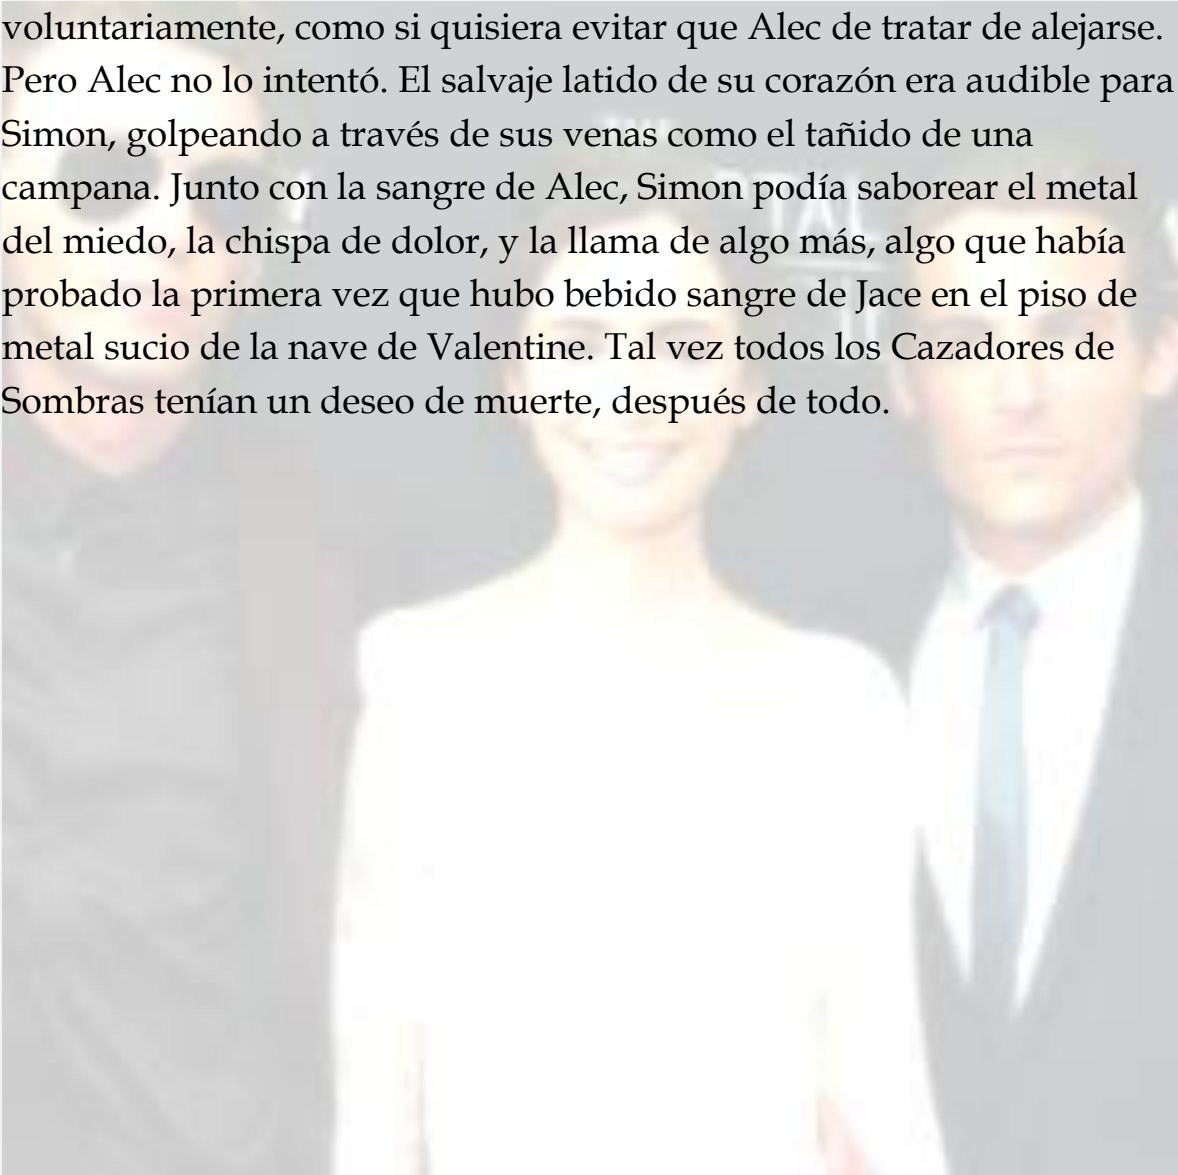 voluntariamente, como si quisiera evitar que Alec de tratar de alejarse.
Pero Alec no lo intentó. El salvaje latido de su corazón era audible para
Simon, golpeando a través de sus venas como el tañido de una
campana. Junto con la sangre de Alec, Simon podía saborear el metal
del miedo, la chispa de dolor, y la llama de algo más, algo que había
probado la primera vez que hubo bebido sangre de Jace en el piso de
metal sucio de la nave de Valentine. Tal vez todos los Cazadores de
Sombras tenían un deseo de muerte, después de todo.